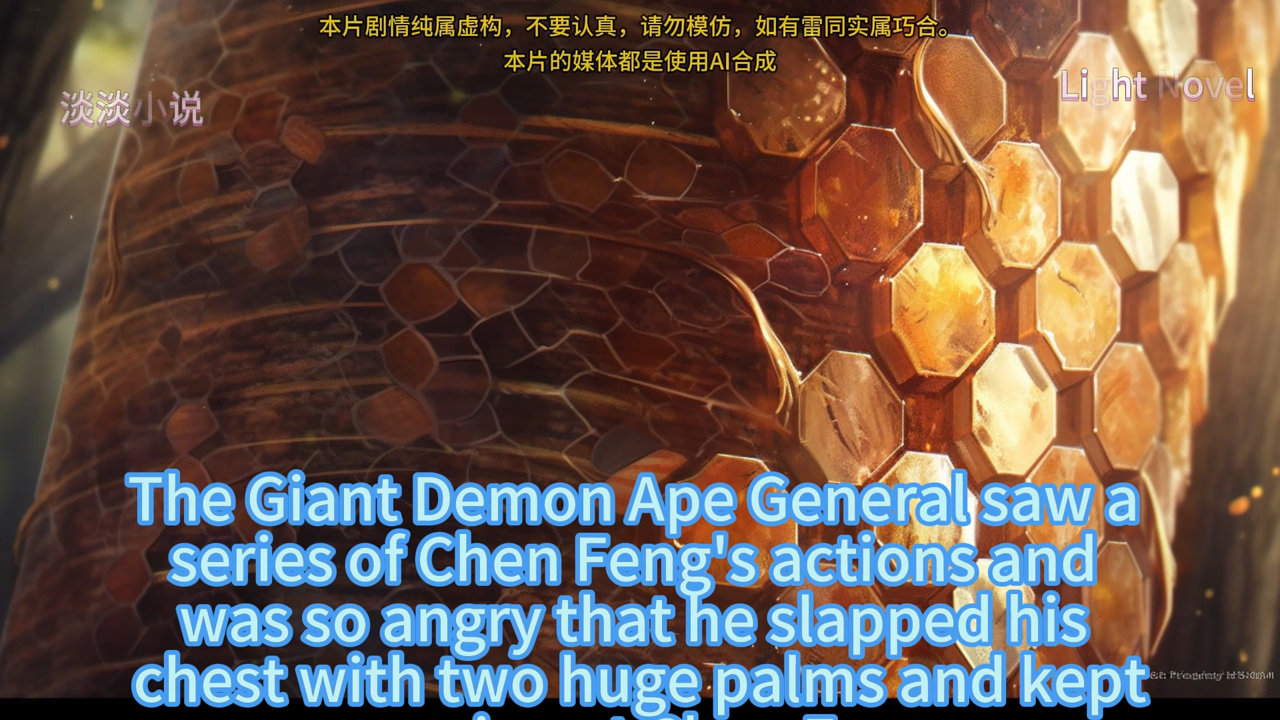 本片剧情纯属虚构，不要认真，请勿模仿，如有雷同实属巧合。
本片的媒体都是使用AI合成
淡淡小说
Light Novel
The Giant Demon Ape General saw a
series of Chen Feng's actions and
was so angry that he slapped his
chest with two huge palms and kept